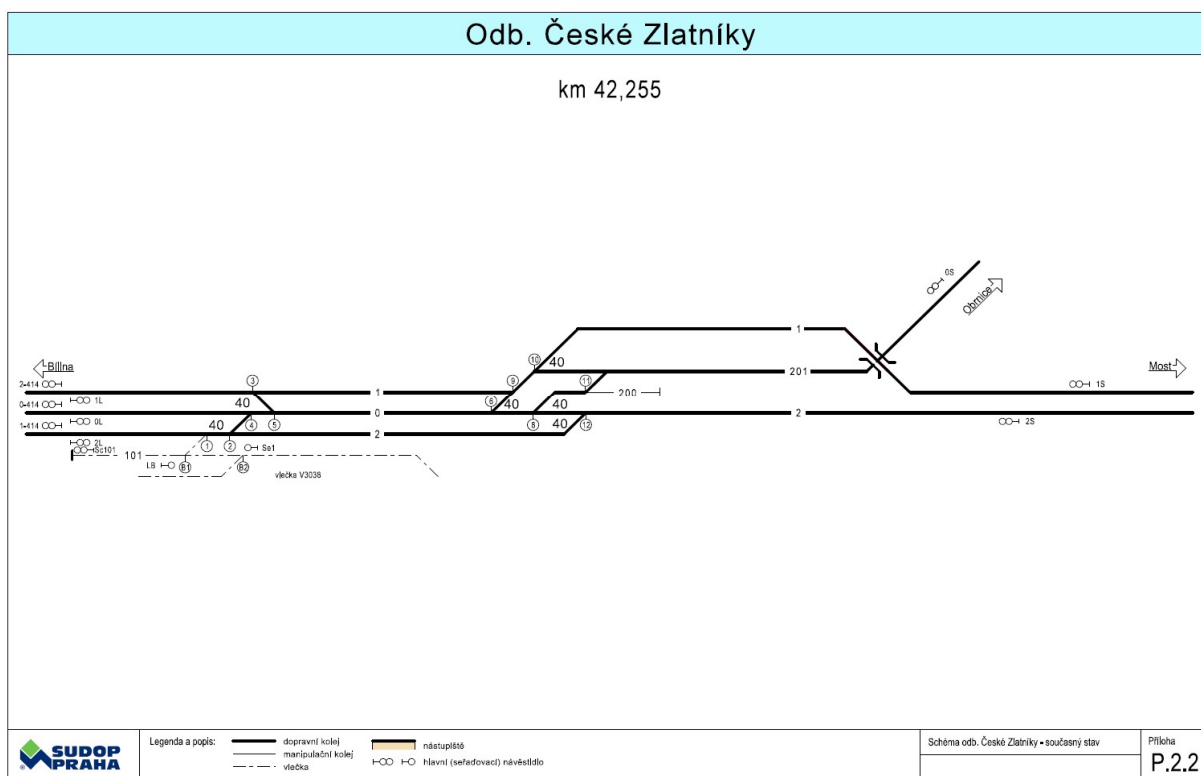 Odb. České Zlatníky
km 42,255
0S
Obrnice
1
10
40
201
Bílina
Most
2-414
3
9
11
1S
1L
1
6
40
40
200
0-414
40
0
8
2
0L
4
5
40
12
2S
1-414
40
2
2L
1
2
Se1
Sc101
101
LB
B1
B2
vlečka V3038
SUDOP
PRAHA
Legenda a popis:
dopravní kolej
manipulační kolej
vlečka
nástupiště
hlavní (seřaďovací) návěstidlo
Schéma odb. České Zlatníky - současný stav
Příloha
P.2.2